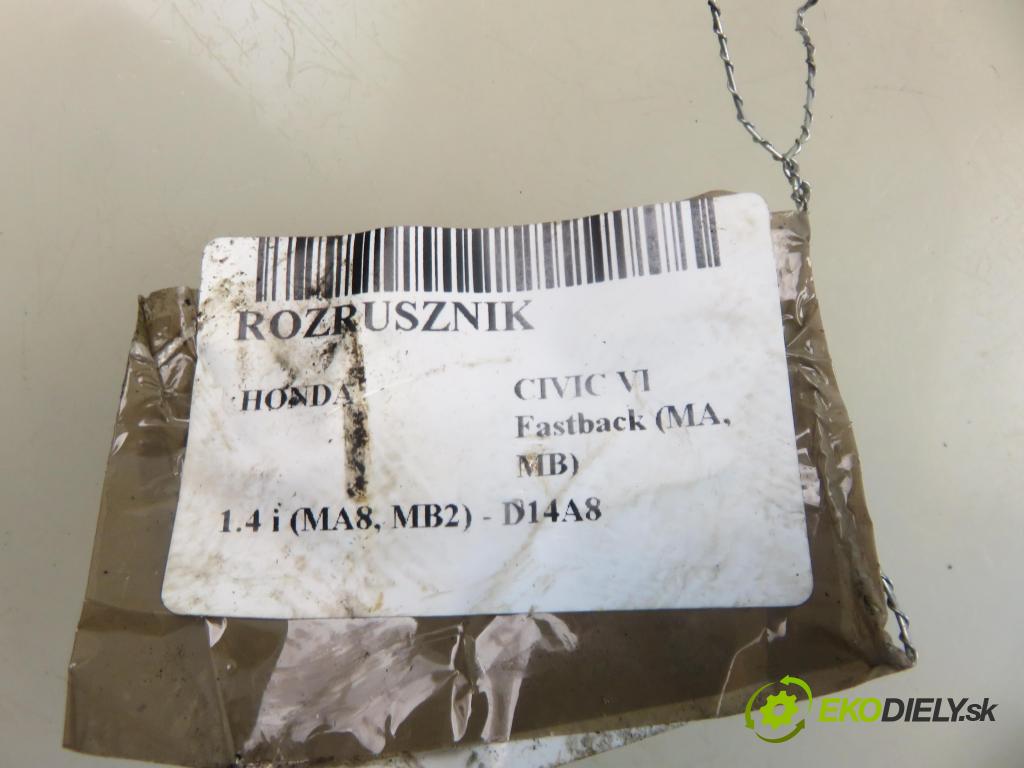 ROZRUSZNIK
HONDA
CIVIC VI
Fastback (MA,
MB)
1.4 i (MA8, MB2) - D14A8
EKODIELY.sk